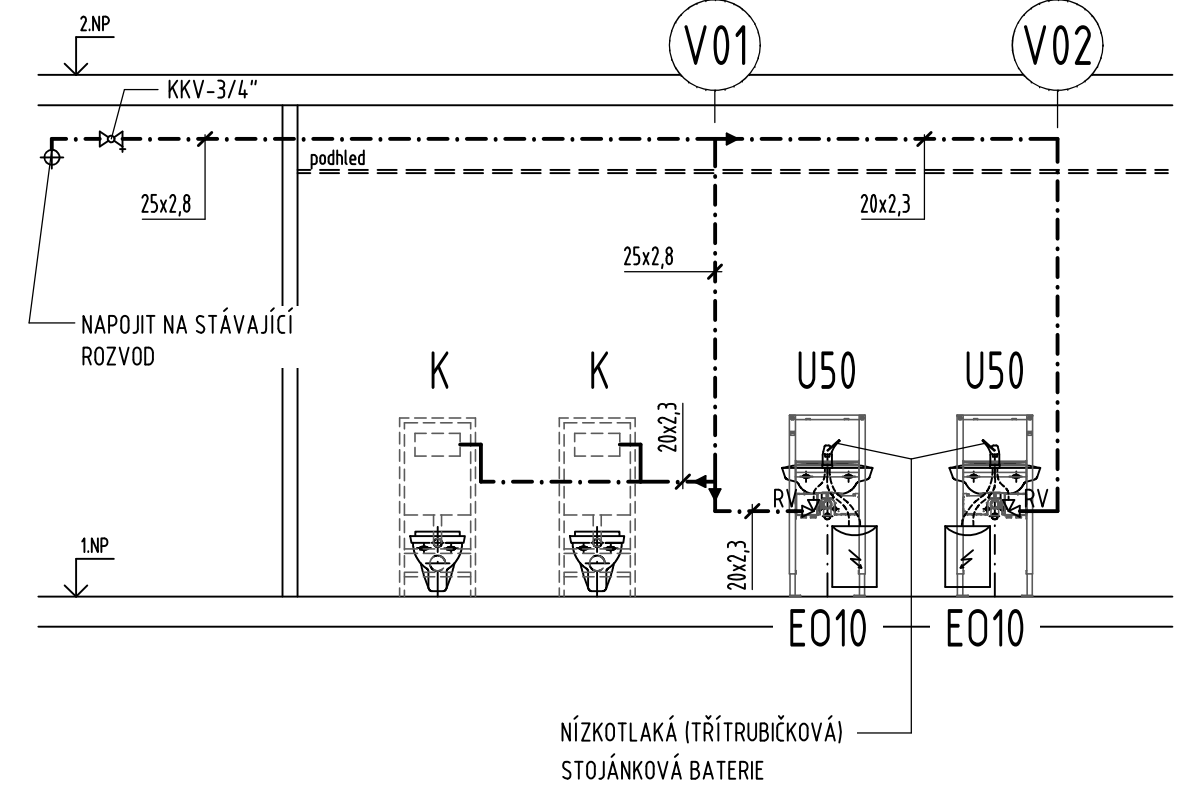 2.NP
V01
V02
KKV-3/4"
podhled
25x2,8
20x2,3
25x2,8
NAPOJIT NA STÁVAJÍCÍ
ROZVOD
K
K
U50
U50
20x2,3
RV
RV
20x2,3
1.NP
EO10
EO10
NÍZKOTLAKÁ (TŘÍTRUBIČKOVÁ)
STOJÁNKOVÁ BATERIE